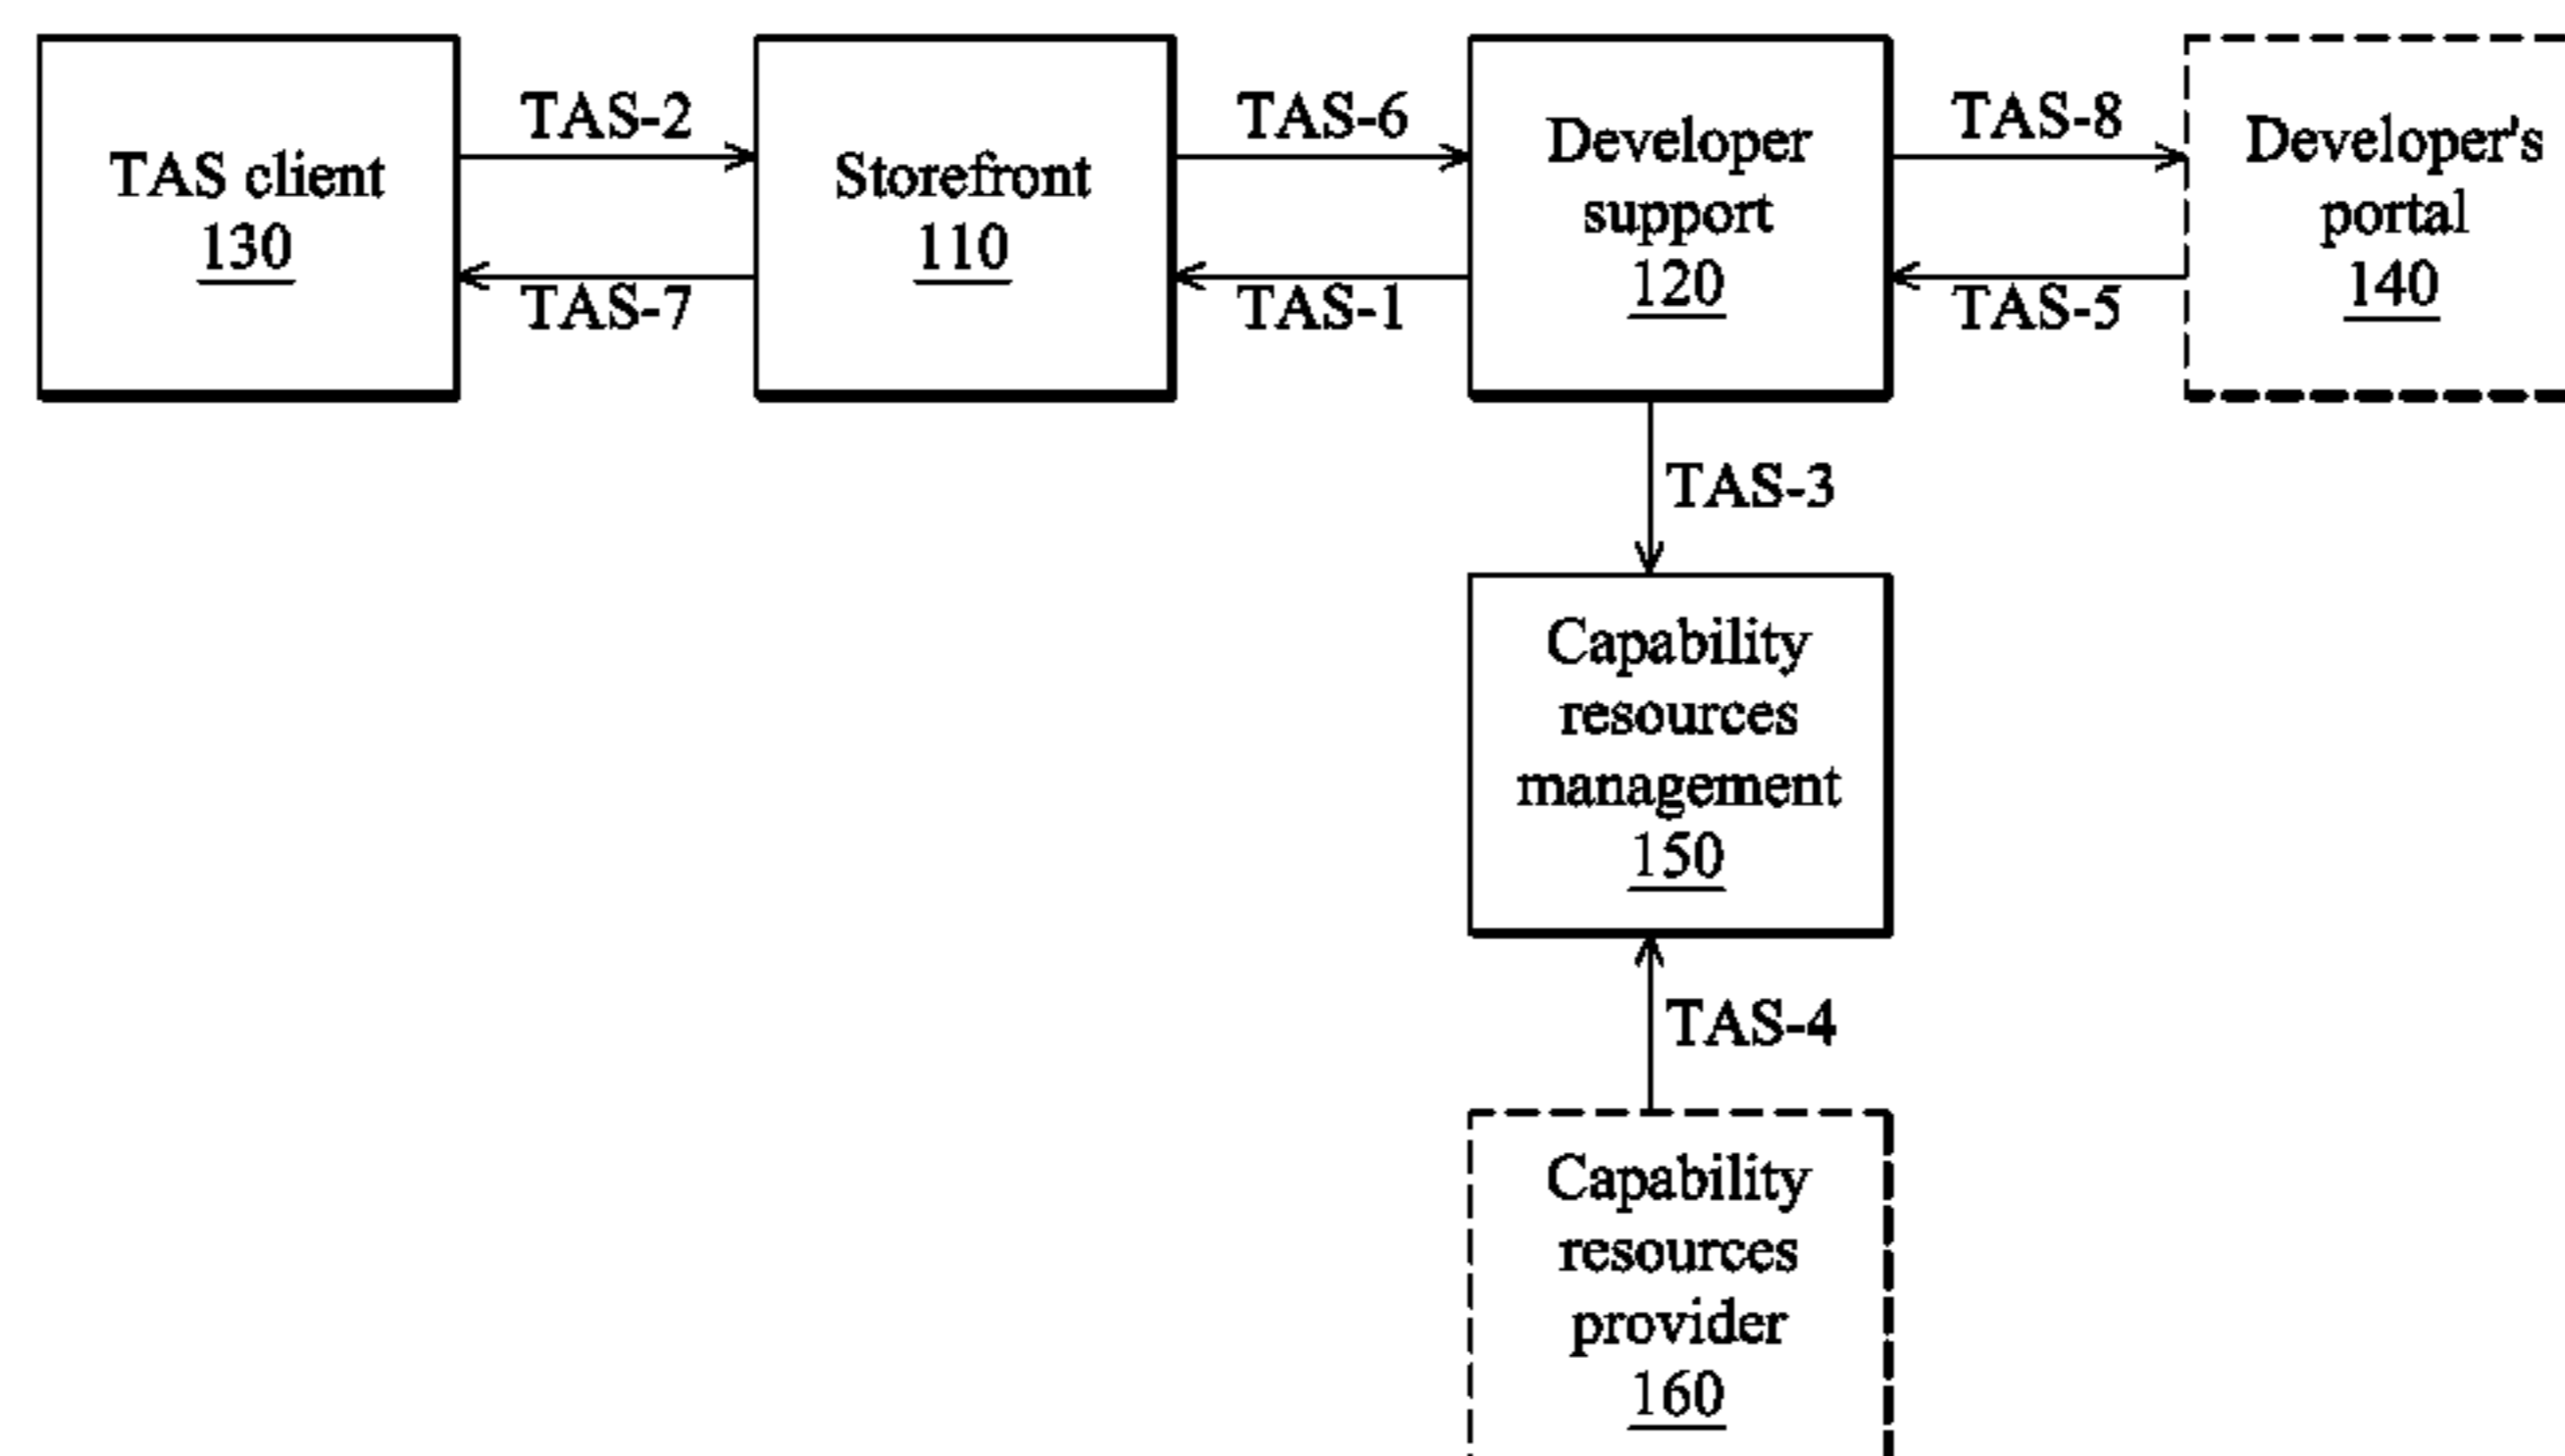 TAS client
130
TAS-2
TAS-7
Storefront
110
TAS-6
TAS-1
Developer
support
120
TAS-8
TAS-5
Developer's
portal
140
TAS-3
Capability
resources
management
150
TAS-4
Capability
resources
provider
160